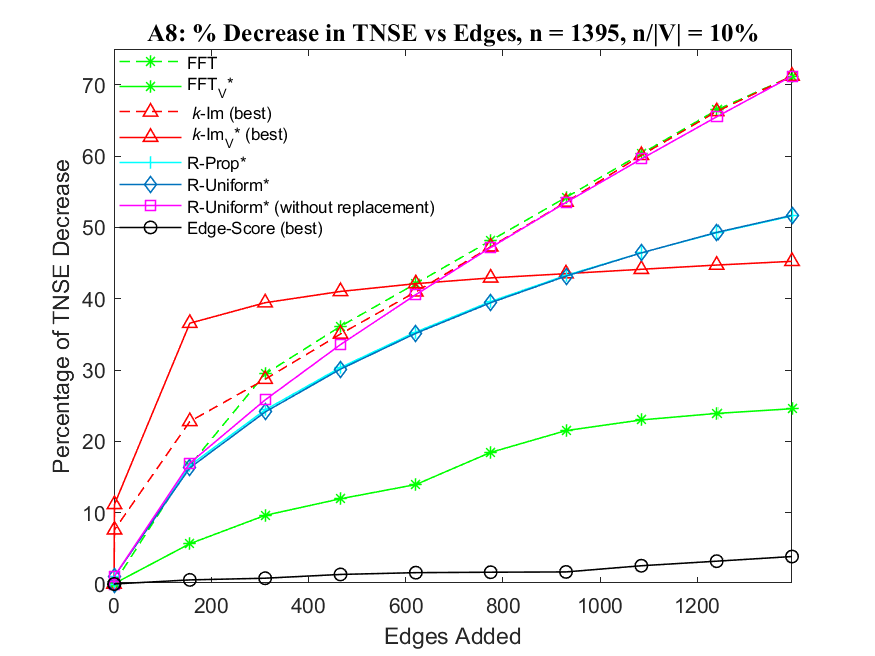 A8: % Decrease in TNSE vs Edges, n = 1395, n/|V| = 10%
FFT
FFT_V*
k-Im (best)
k-Im_V* (best)
R-Prop*
R-Uniform*
R-Uniform* (without replacement)
Edge-Score (best)
Percentage of TNSE Decrease
70
60
50
40
30
20
10
0
0 200 400 600 800 1000 1200
Edges Added